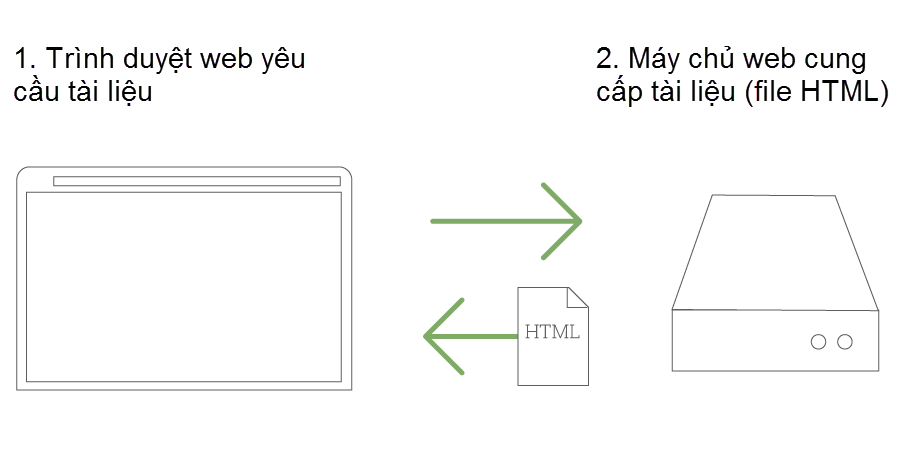 1. Trình duyệt web yêu
cầu tài liệu
2. Máy chủ web cung
cấp tài liệu (file HTML)
HTML